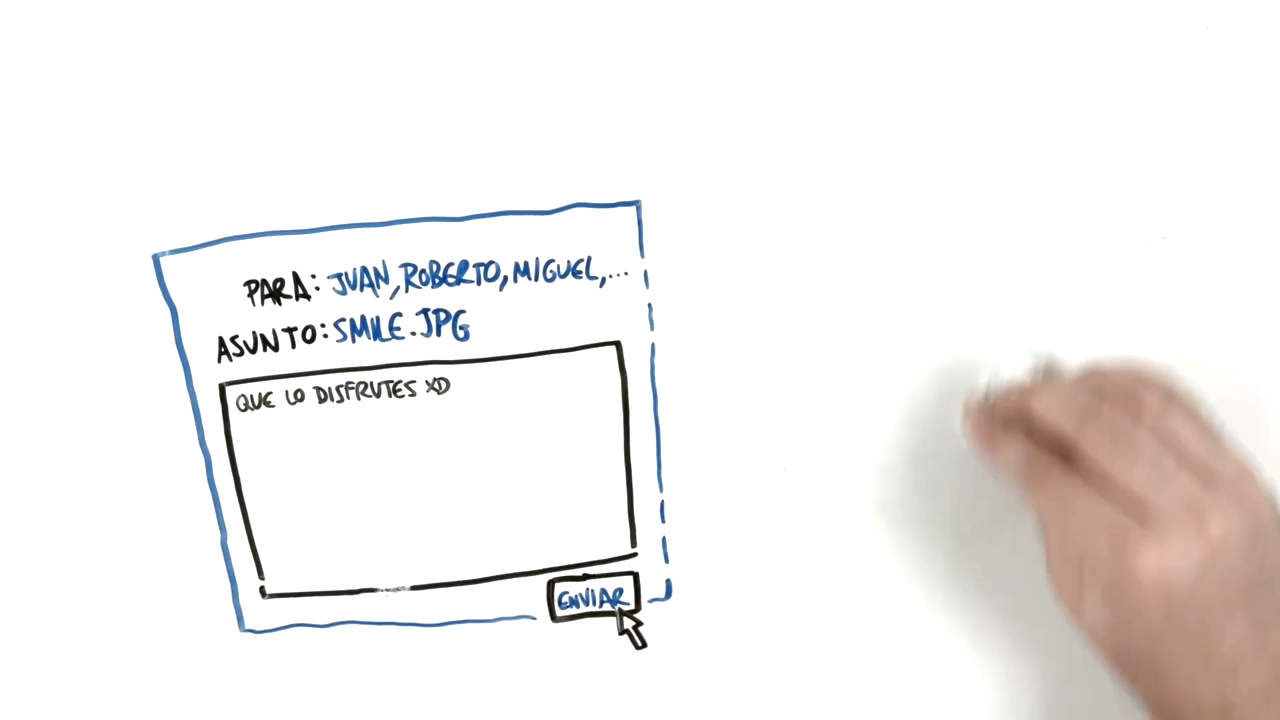 PARA: JUAN, ROBERTO, MIGUEL,...
ASUNTO: SMILE.JPG
QUE LO DISFRUTES XD
ENVIAR